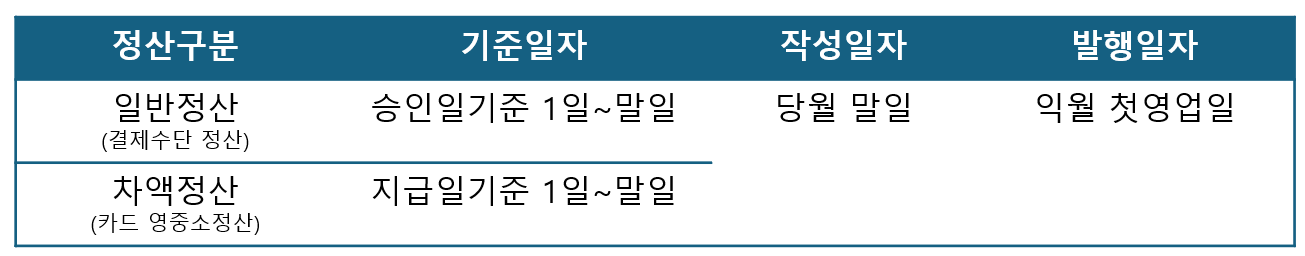 정산구분 기준일자 작성일자 발행일자
일반정산 승인일기준 1일~말일 당월 말일 익월 첫영업일
(결제수단 정산)
차액정산 지급일기준 1일~말일
(카드 영중소정산)